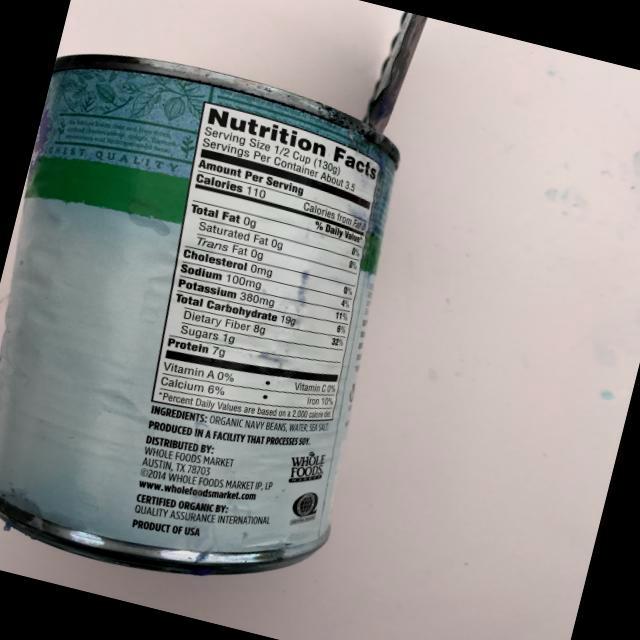 FINEST QUALITY
Nutrition Facts
Serving Size 1/2 Cup (130g)
Servings Per Container About 3.5
Amount Per Serving
Calories 110 Calories from Fat
% Daily Value*
Total Fat 0g 0%
Saturated Fat 0g 0%
Trans Fat 0g
Cholesterol 0mg 0%
Sodium 100mg 4%
Potassium 380mg 11%
Total Carbohydrate 19g 6%
Dietary Fiber 8g 32%
Sugars 1g
Protein 7g
Vitamin A 0% • Vitamin C 0%
Calcium 6% • Iron 10%
*Percent Daily Values are based on a 2,000 calorie diet.
INGREDIENTS: ORGANIC NAVY BEANS, WATER, SEA SALT.
PRODUCED IN A FACILITY THAT PROCESSES SOY.
DISTRIBUTED BY:
WHOLE FOODS MARKET
AUSTIN, TX 78703
©2014 WHOLE FOODS MARKET IP, LP
www.wholefoodsmarket.com
WHOLE
FOODS
MARKET
CERTIFIED ORGANIC BY:
QUALITY ASSURANCE INTERNATIONAL
PRODUCT OF USA